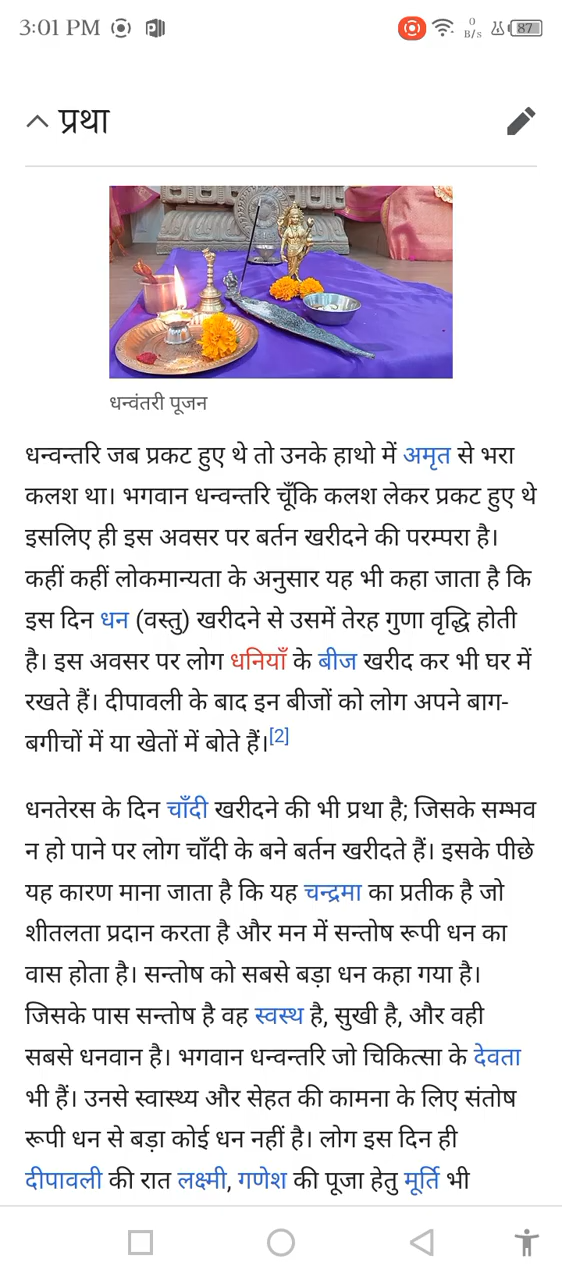 3:01 PM
0
B/s
87
प्रथा
धन्वंतरी पूजन
धन्वन्तरि जब प्रकट हुए थे तो उनके हाथो में अमृत से भरा
कलश था। भगवान धन्वन्तरि चूँकि कलश लेकर प्रकट हुए थे
इसलिए ही इस अवसर पर बर्तन खरीदने की परम्परा है।
कहीं कहीं लोकमान्यता के अनुसार यह भी कहा जाता है कि
इस दिन धन (वस्तु) खरीदने से उसमें तेरह गुणा वृद्धि होती
है। इस अवसर पर लोग धनियाँ के बीज खरीद कर भी घर में
रखते हैं। दीपावली के बाद इन बीजों को लोग अपने बाग-
बगीचों में या खेतों में बोते हैं।[2]
धनतेरस के दिन चाँदी खरीदने की भी प्रथा है; जिसके सम्भव
न हो पाने पर लोग चाँदी के बने बर्तन खरीदते हैं। इसके पीछे
यह कारण माना जाता है कि यह चन्द्रमा का प्रतीक है जो
शीतलता प्रदान करता है और मन में सन्तोष रूपी धन का
वास होता है। सन्तोष को सबसे बड़ा धन कहा गया है।
जिसके पास सन्तोष है वह स्वस्थ है, सुखी है, और वही
सबसे धनवान है। भगवान धन्वन्तरि जो चिकित्सा के देवता
भी हैं। उनसे स्वास्थ्य और सेहत की कामना के लिए संतोष
रूपी धन से बड़ा कोई धन नहीं है। लोग इस दिन ही
दीपावली की रात लक्ष्मी, गणेश की पूजा हेतु मूर्ति भी